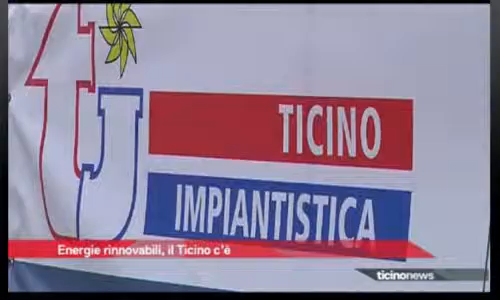 TICINO
IMPIANTISTICA
Energie rinnovabili, il Ticino c'è
ticinonews